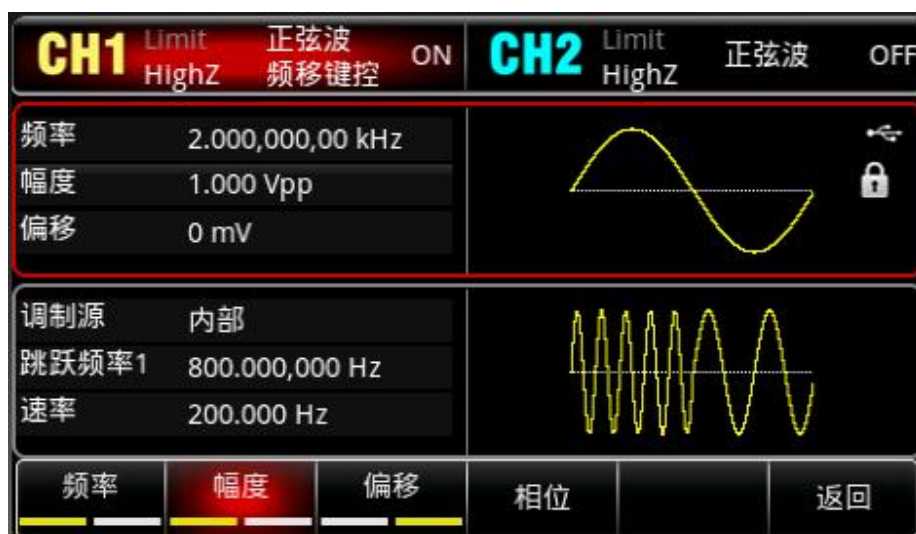 CH1 Limit 正弦波 ON CH2 Limit 正弦波 OFF
HighZ 频移键控 HighZ
频率 2.000,000,00 kHz
幅度 1.000 Vpp
偏移 0 mV
调制源 内部
跳跃频率1 800.000,000 Hz
速率 200.000 Hz
频率 幅度 偏移 相位 返回